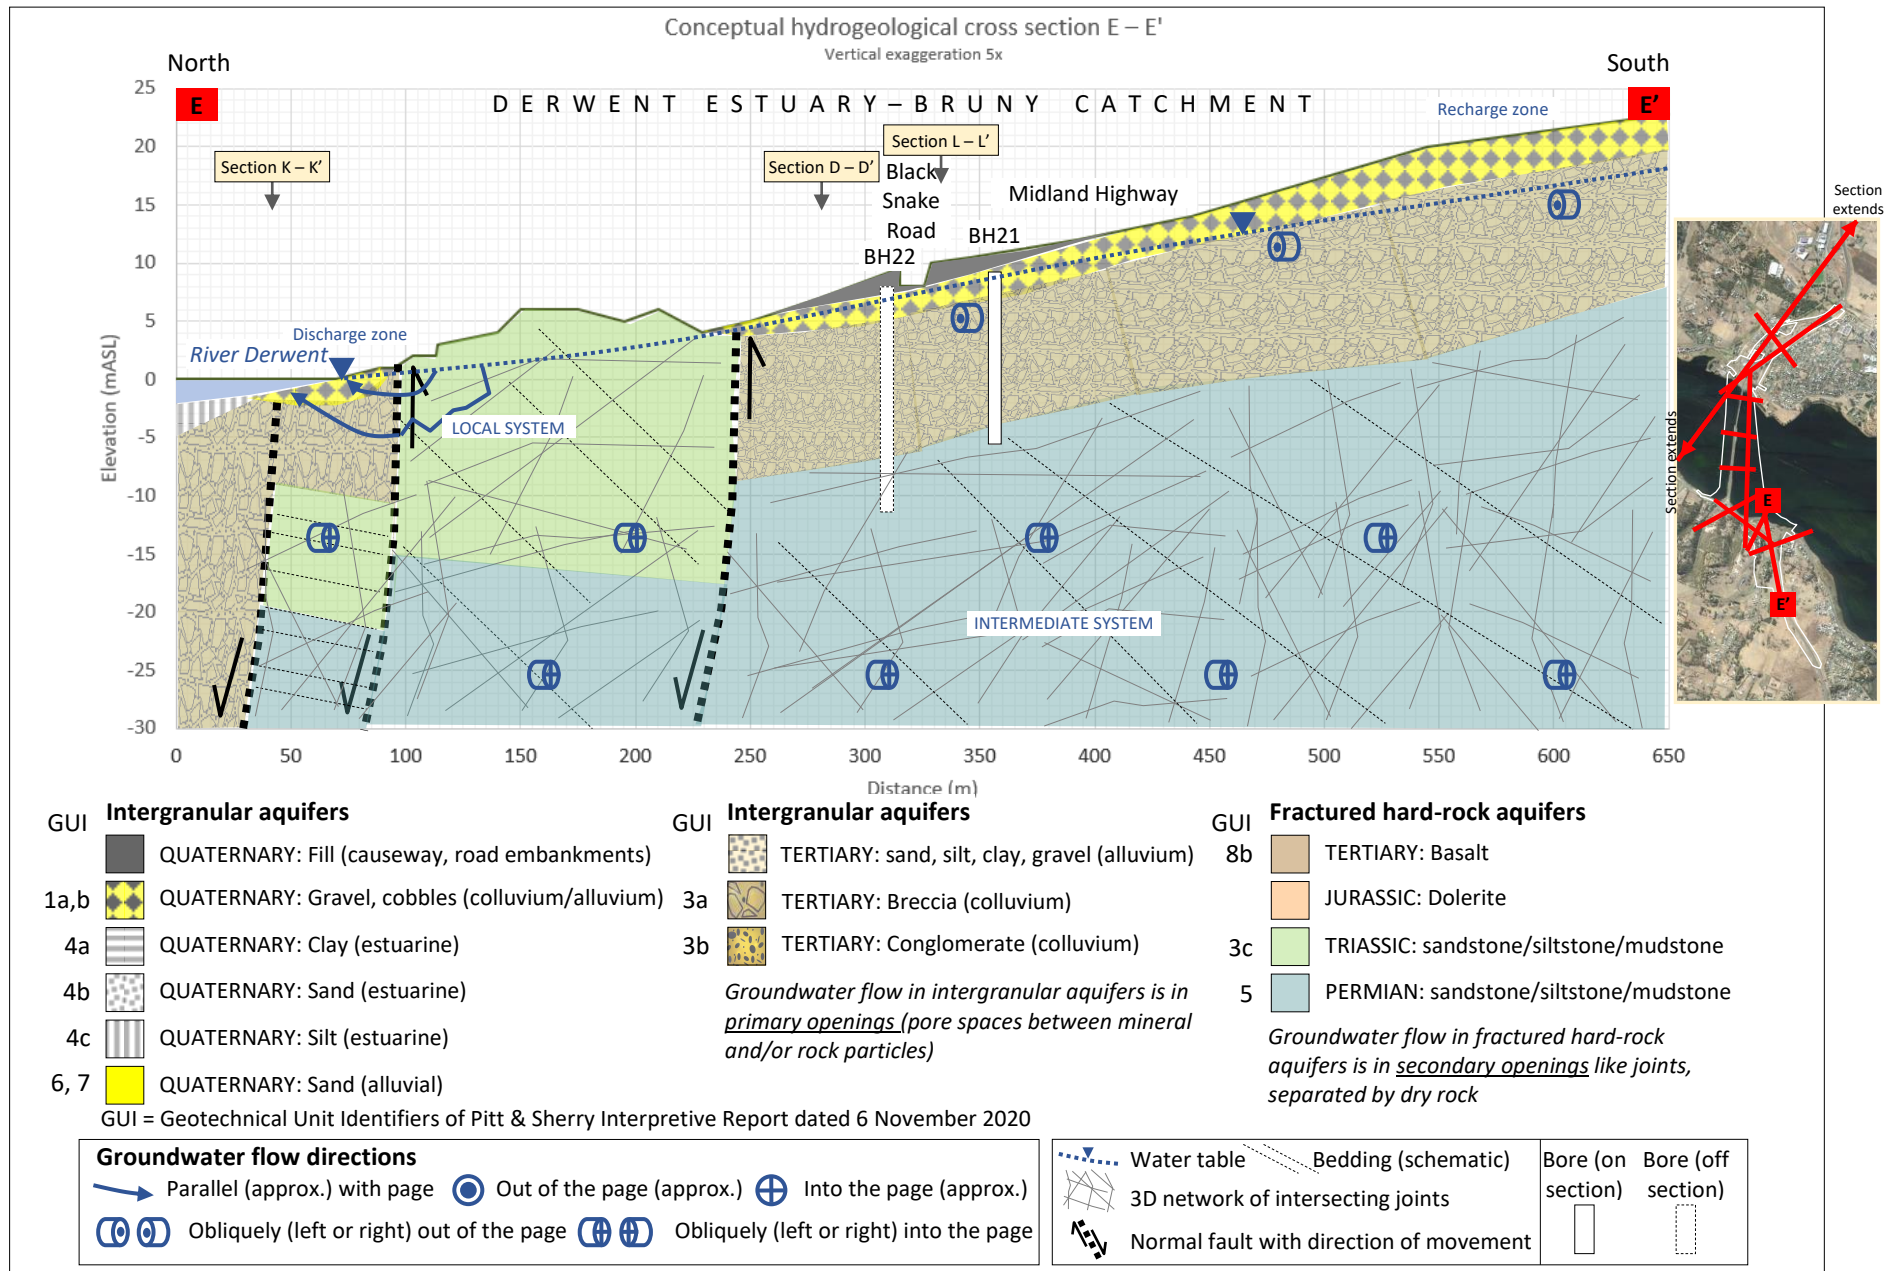 Conceptual hydrogeological cross section E – E'
Vertical exaggeration 5x
North
South
E
DERWENT ESTUARY–BRUNY CATCHMENT
E’
Recharge zone
Section K – K’
Section D – D’
Section L – L’
Black
Snake
Road
Midland Highway
BH22
BH21
Discharge zone
River Derwent
LOCAL SYSTEM
INTERMEDIATE SYSTEM
Elevation (mASL)
25
20
15
10
5
0
-5
-10
-15
-20
-25
-30
0 50 100 150 200 250 300 350 400 450 500 550 600 650
Distance (m)
Section
extends
Section extends
E
E’
GUI Intergranular aquifers
QUATERNARY: Fill (causeway, road embankments)
1a,b QUATERNARY: Gravel, cobbles (colluvium/alluvium)
4a QUATERNARY: Clay (estuarine)
4b QUATERNARY: Sand (estuarine)
4c QUATERNARY: Silt (estuarine)
6, 7 QUATERNARY: Sand (alluvial)
GUI Intergranular aquifers
TERTIARY: sand, silt, clay, gravel (alluvium)
3a TERTIARY: Breccia (colluvium)
3b TERTIARY: Conglomerate (colluvium)
Groundwater flow in intergranular aquifers is in
primary openings (pore spaces between mineral
and/or rock particles)
GUI Fractured hard-rock aquifers
8b TERTIARY: Basalt
JURASSIC: Dolerite
3c TRIASSIC: sandstone/siltstone/mudstone
5 PERMIAN: sandstone/siltstone/mudstone
Groundwater flow in fractured hard-rock
aquifers is in secondary openings like joints,
separated by dry rock
GUI = Geotechnical Unit Identifiers of Pitt & Sherry Interpretive Report dated 6 November 2020
Groundwater flow directions
Parallel (approx.) with page Out of the page (approx.) Into the page (approx.)
Obliquely (left or right) out of the page Obliquely (left or right) into the page
Water table Bedding (schematic)
3D network of intersecting joints
Normal fault with direction of movement
Bore (on
section)
Bore (off
section)